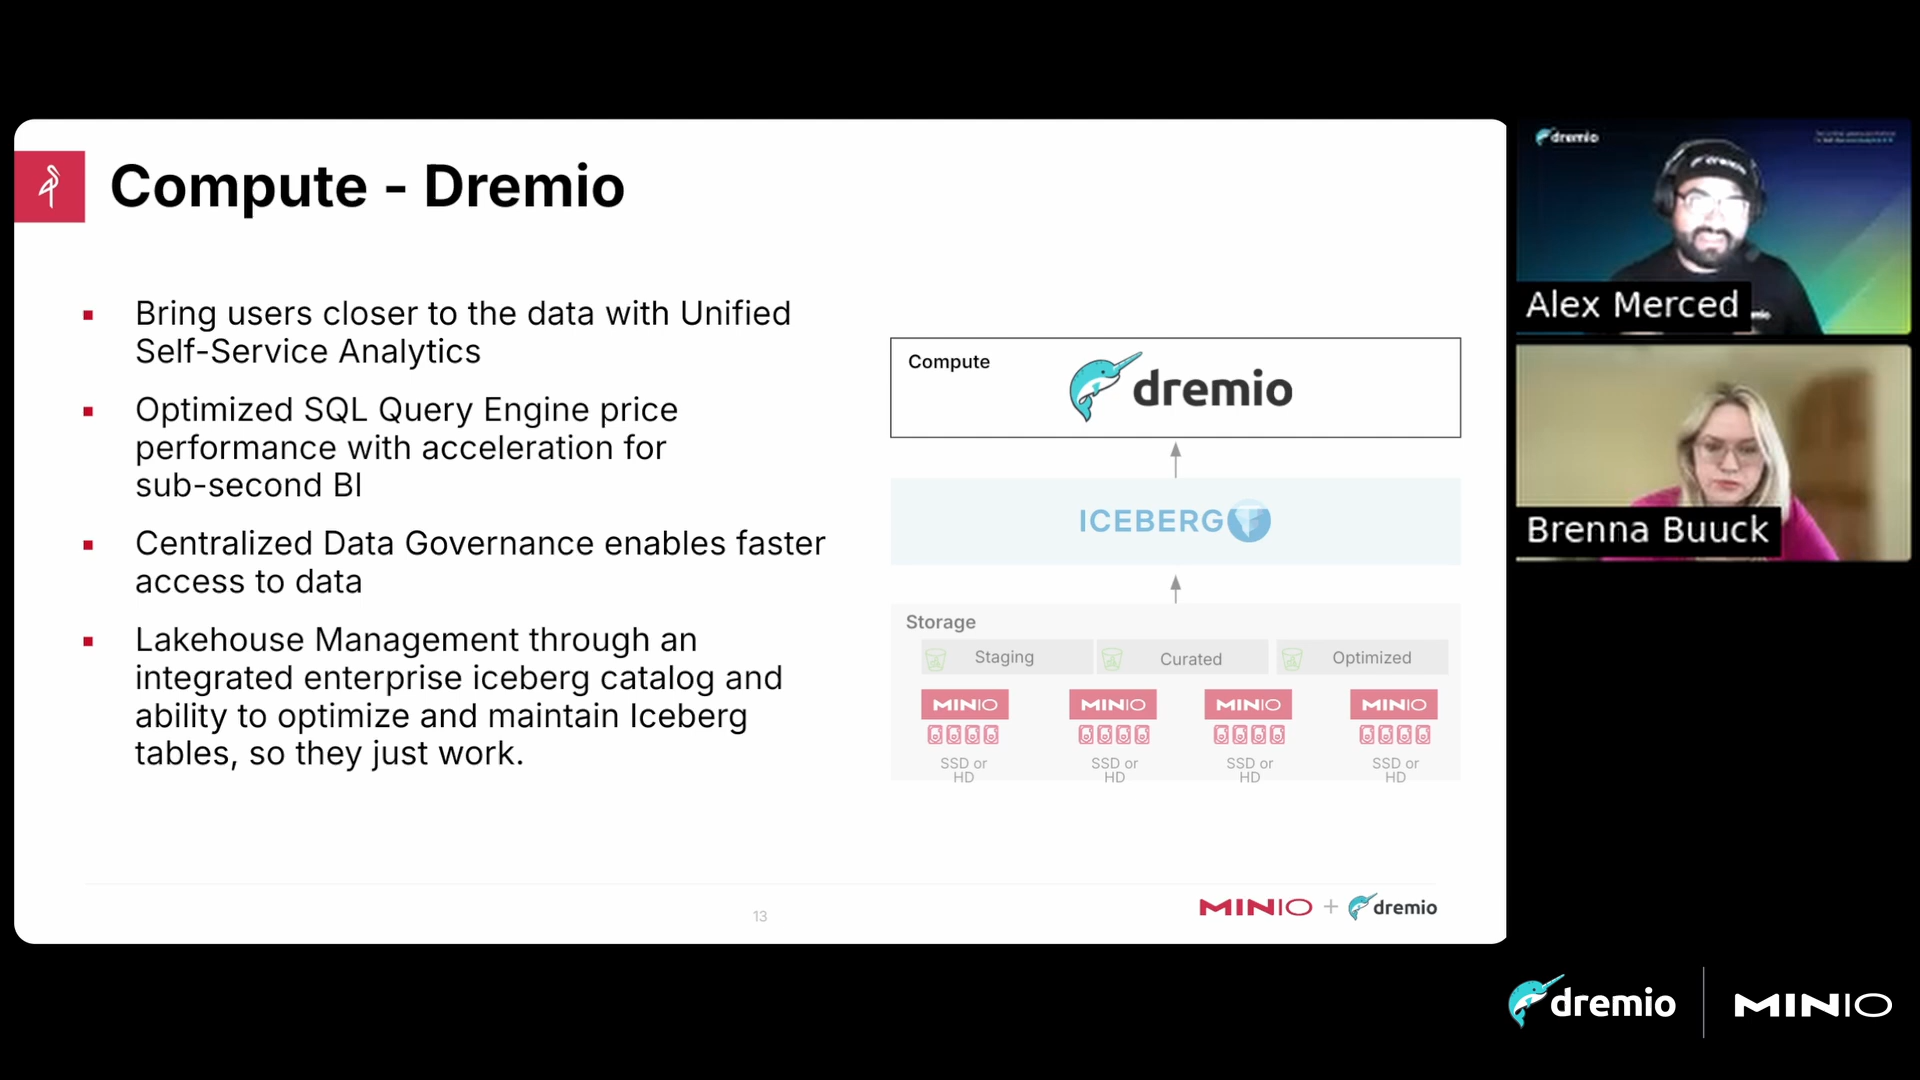 Compute - Dremio
Bring users closer to the data with Unified
Self-Service Analytics
Optimized SQL Query Engine price
performance with acceleration for
sub-second BI
Centralized Data Governance enables faster
access to data
Lakehouse Management through an
integrated enterprise iceberg catalog and
ability to optimize and maintain Iceberg
tables, so they just work.
Compute
dremio
ICEBERG
Storage
Staging
Curated
Optimized
MINIO
MINIO
MINIO
MINIO
SSD or
HD
SSD or
HD
SSD or
HD
SSD or
HD
13
MINIO + dremio
dremio
dremio
Alex Merced
Brenna Buuck
dremio
MINIO